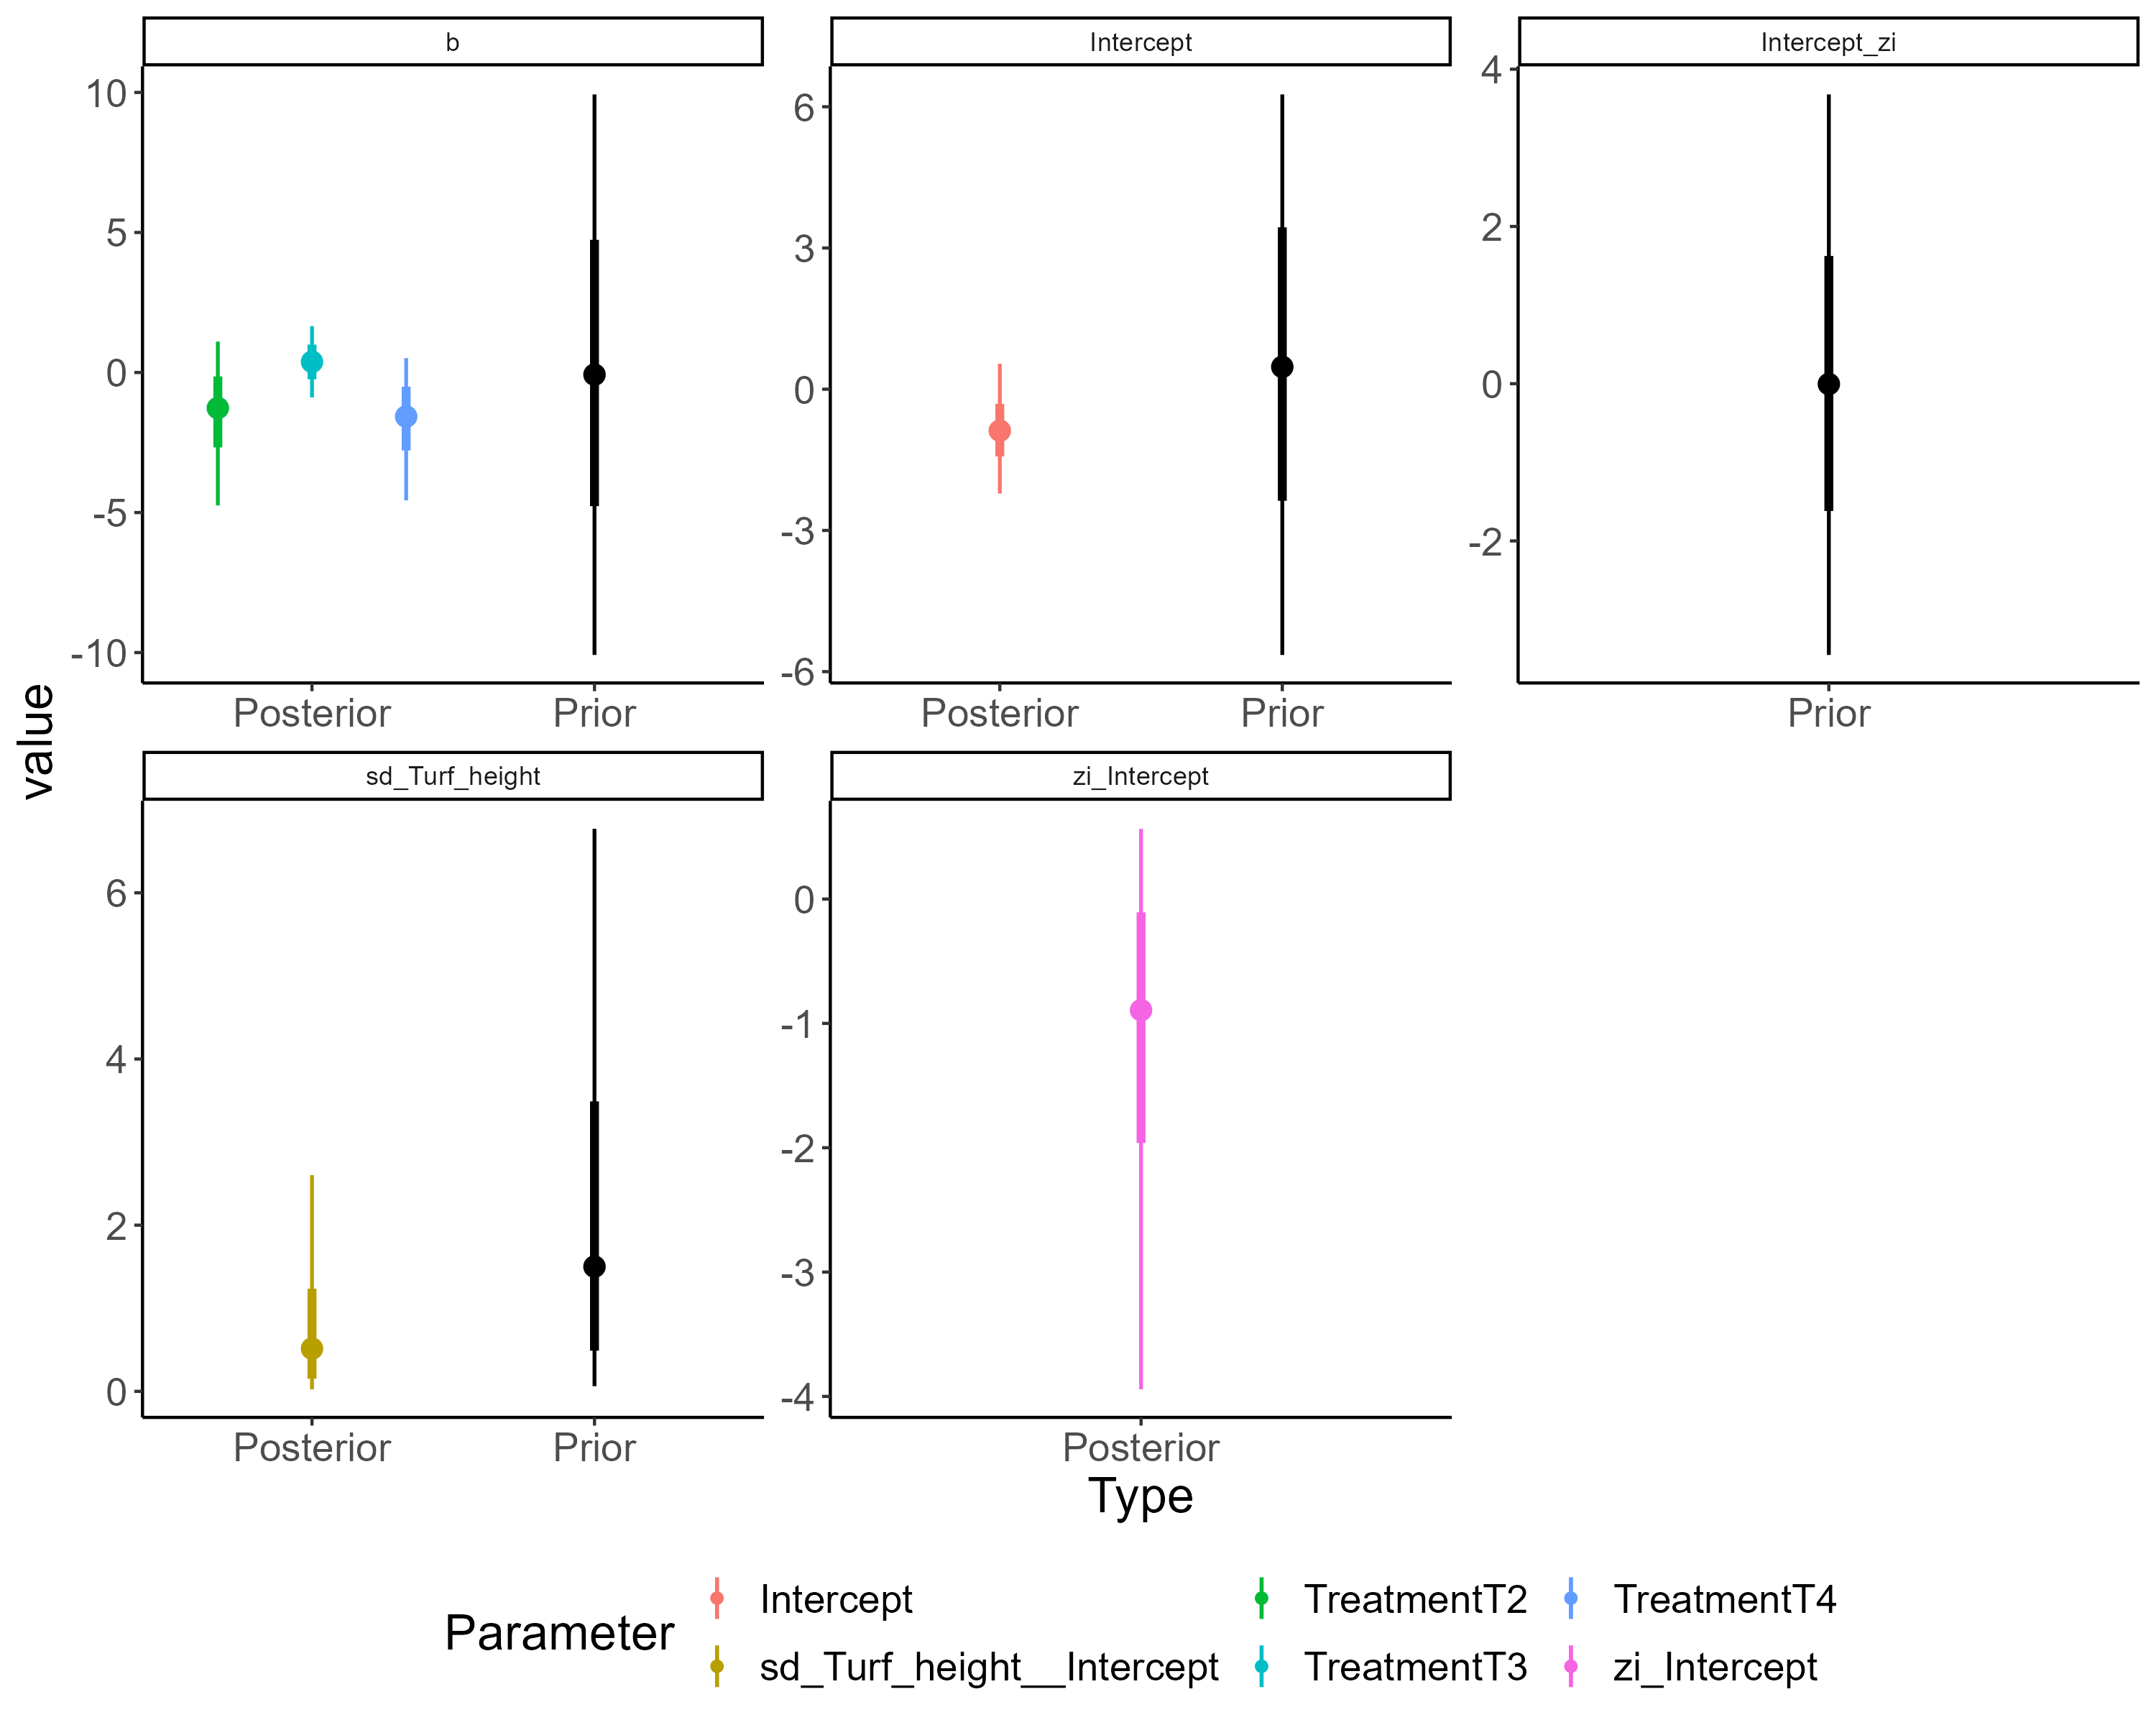 b
Intercept
Intercept_zi
10
5
0
-5
-10
6
3
0
-3
-6
4
2
0
-2
Posterior Prior
Posterior Prior
Prior
value
sd_Turf_height
zi_Intercept
6
4
2
0
0
-1
-2
-3
-4
Posterior Prior
Posterior
Type
Parameter
Intercept
sd_Turf_height__Intercept
TreatmentT2
TreatmentT3
TreatmentT4
zi_Intercept